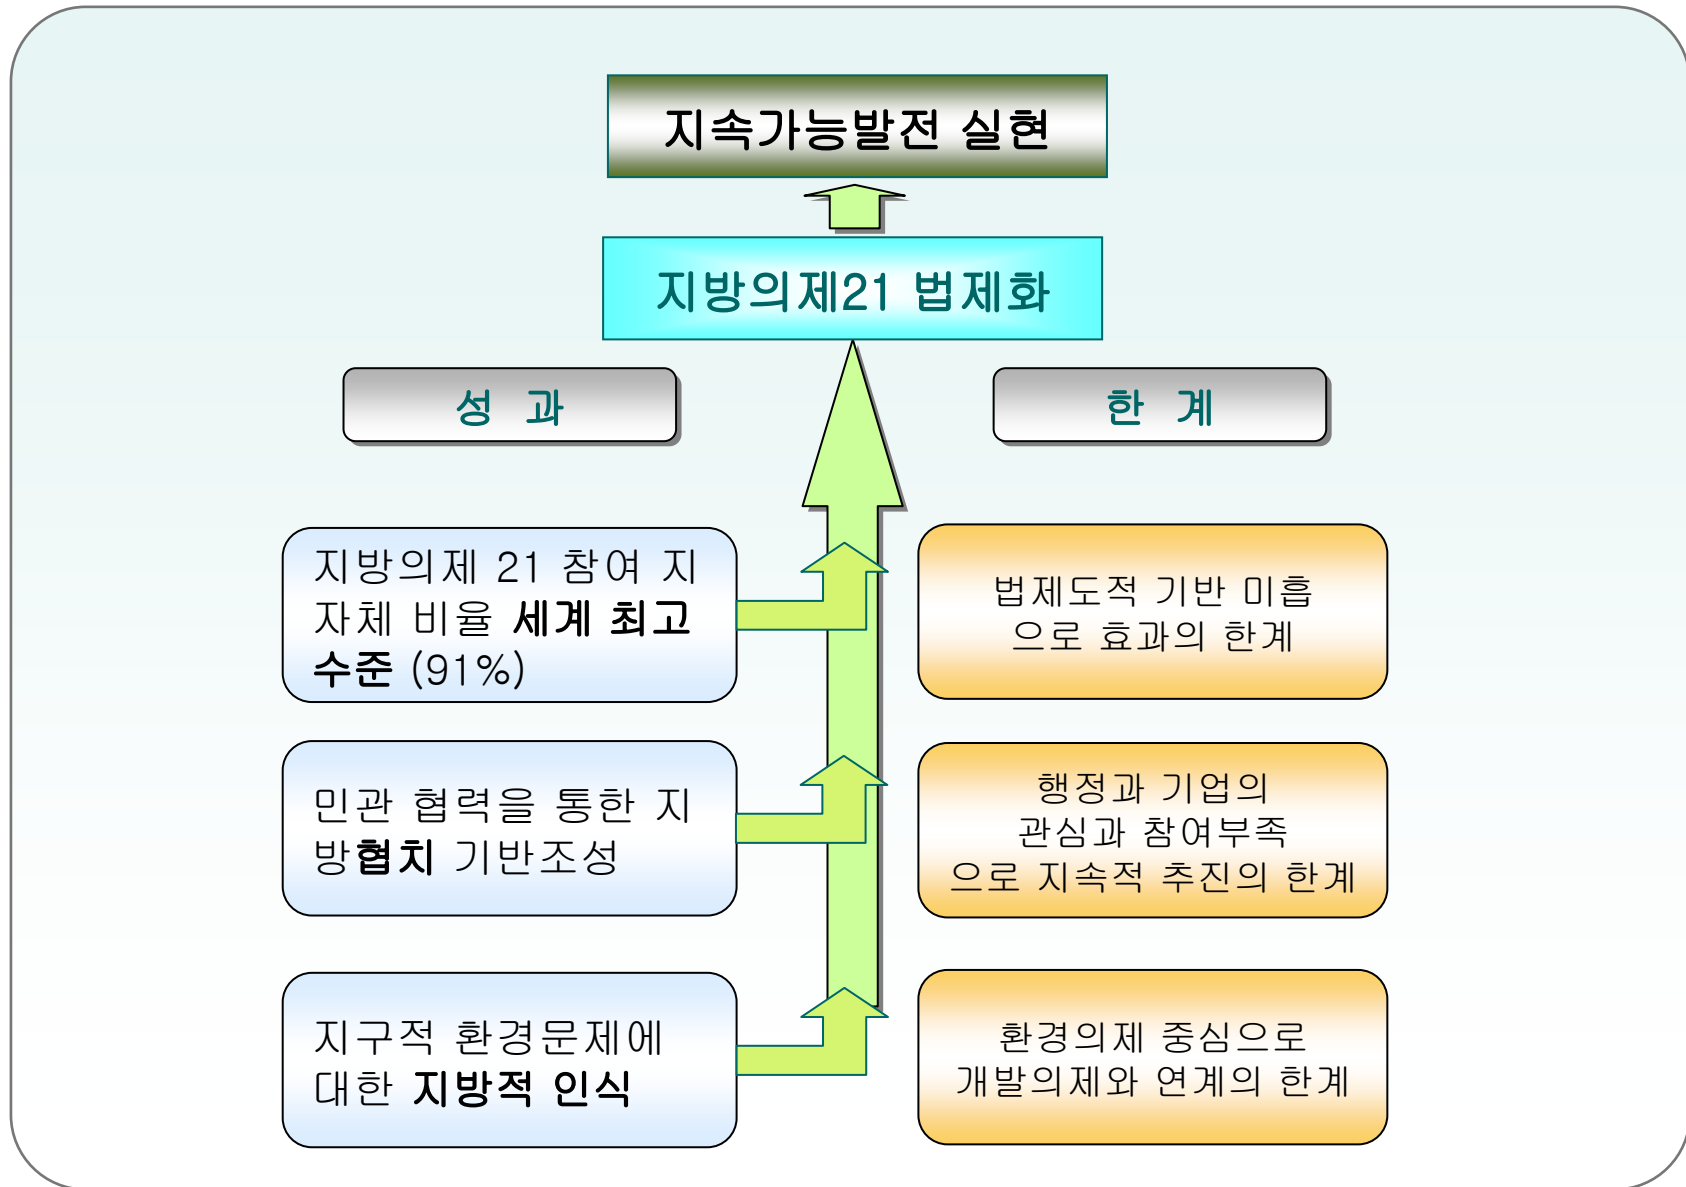 지속가능발전 실현
지방의제21 법제화
성 과
한 계
지방의제 21 참여 지
자체 비율 세계 최고
수준 (91%)
법제도적 기반 미흡
으로 효과의 한계
민관 협력을 통한 지
방협치 기반조성
행정과 기업의
관심과 참여부족
으로 지속적 추진의 한계
지구적 환경문제에
대한 지방적 인식
환경의제 중심으로
개발의제와 연계의 한계